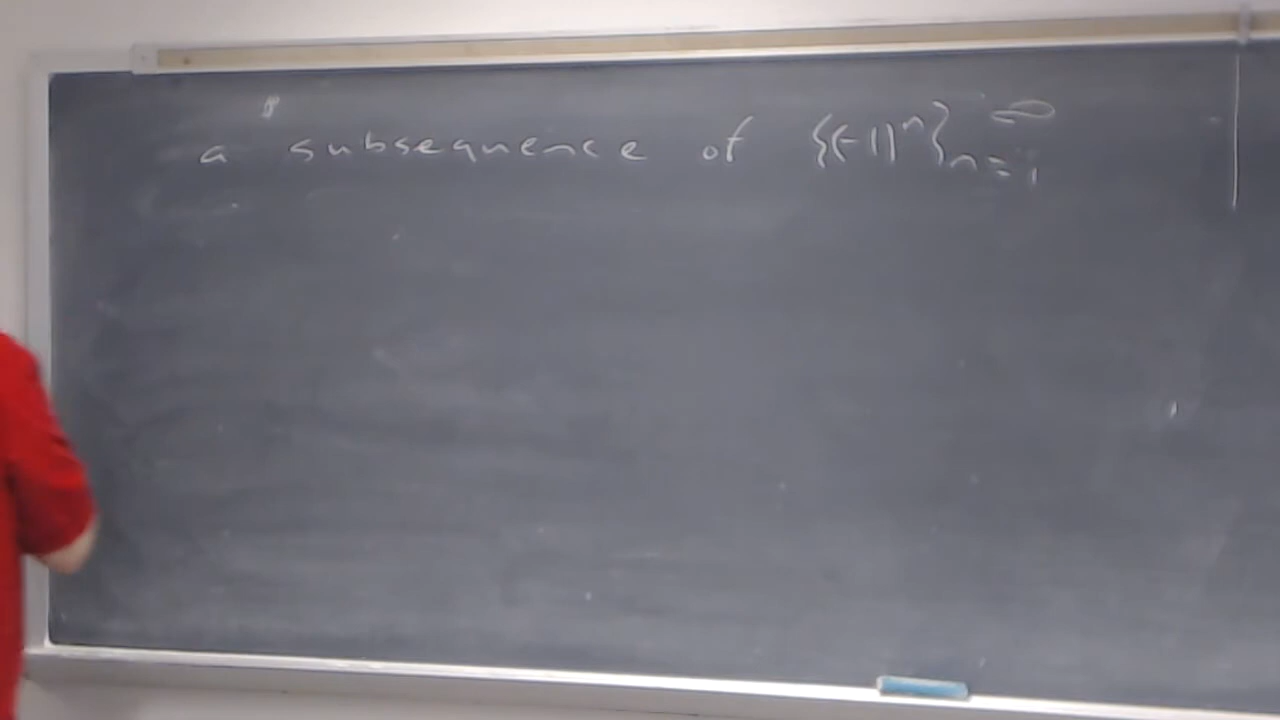 a subsequence of {(-1)^n}_{n=1}^∞